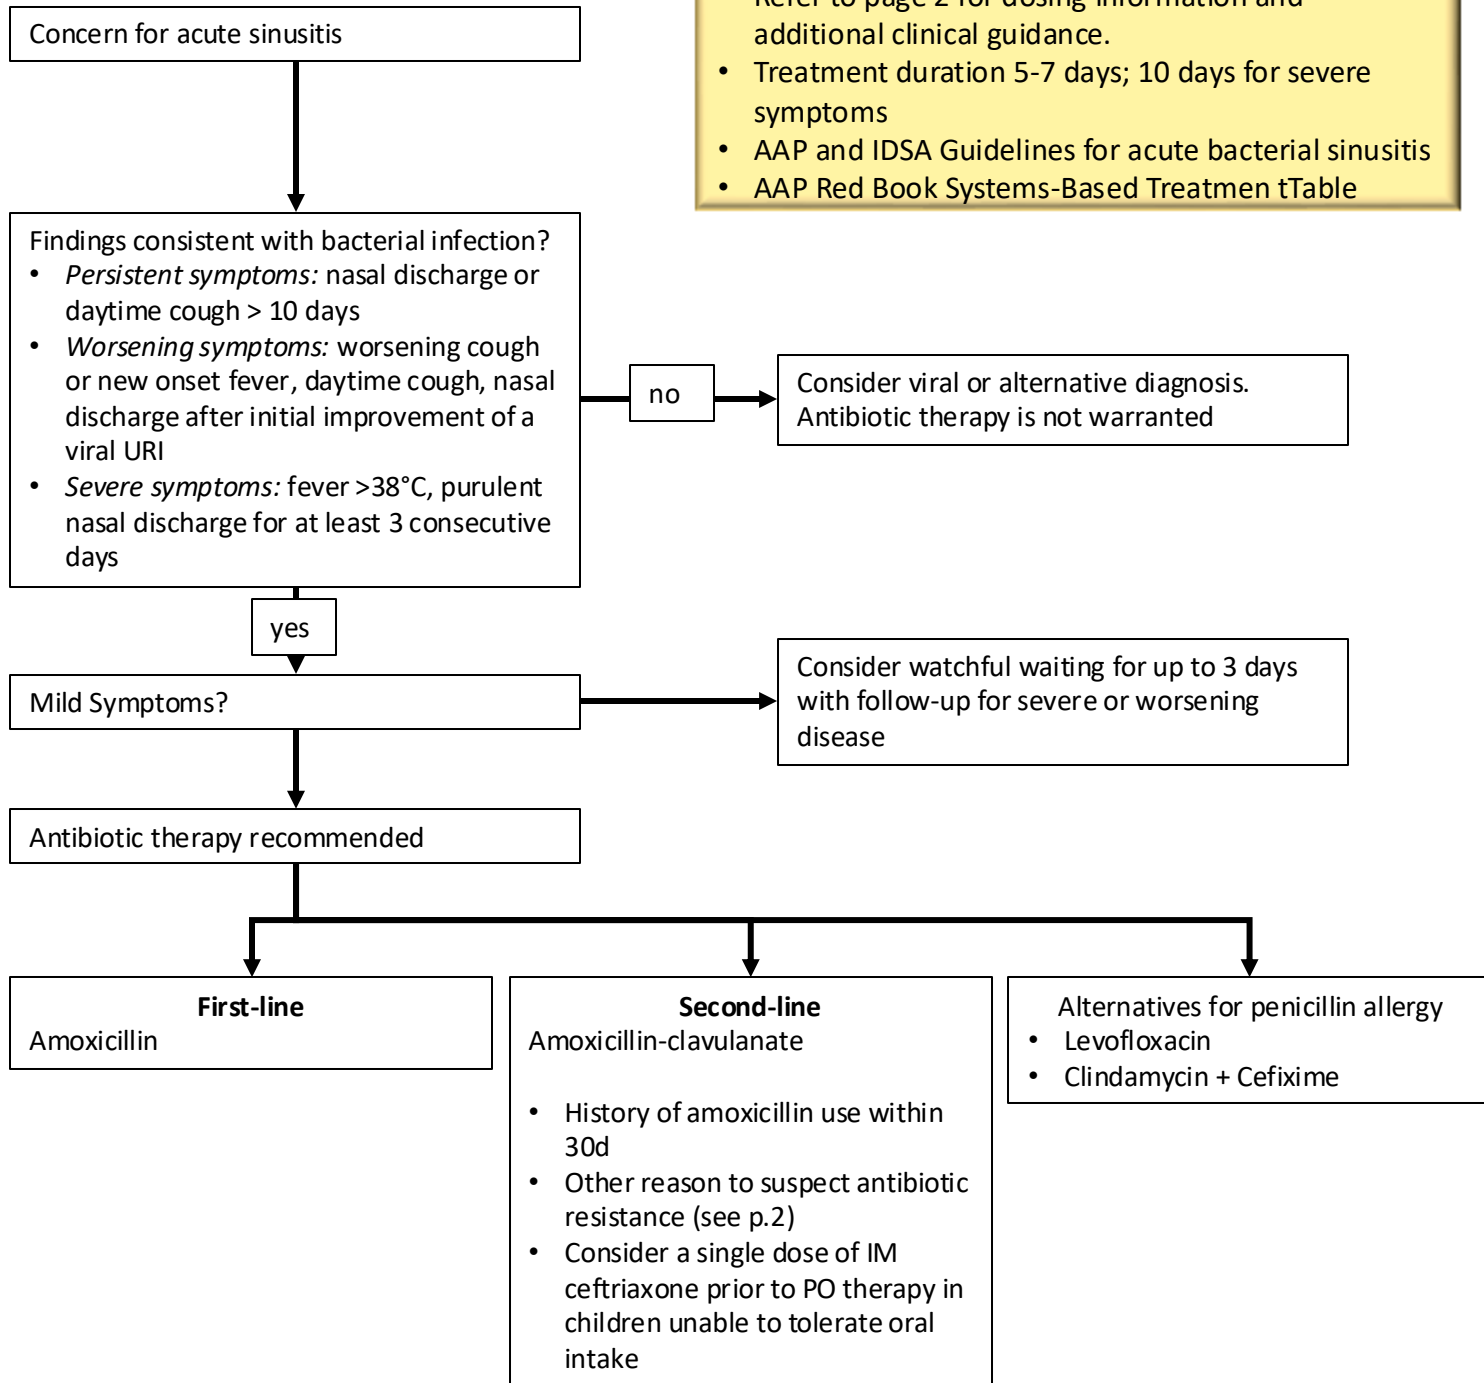 Concern for acute sinusitis
Refer to page 2 for dosing information and
additional clinical guidance.
• Treatment duration 5-7 days; 10 days for severe
symptoms
• AAP and IDSA Guidelines for acute bacterial sinusitis
• AAP Red Book Systems-Based Treatmen tTable
Findings consistent with bacterial infection?
• Persistent symptoms: nasal discharge or
daytime cough > 10 days
• Worsening symptoms: worsening cough
or new onset fever, daytime cough, nasal
discharge after initial improvement of a
viral URI
• Severe symptoms: fever >38°C, purulent
nasal discharge for at least 3 consecutive
days
no
Consider viral or alternative diagnosis.
Antibiotic therapy is not warranted
yes
Mild Symptoms?
Consider watchful waiting for up to 3 days
with follow-up for severe or worsening
disease
Antibiotic therapy recommended
First-line
Amoxicillin
Second-line
Amoxicillin-clavulanate
• History of amoxicillin use within
30d
• Other reason to suspect antibiotic
resistance (see p.2)
• Consider a single dose of IM
ceftriaxone prior to PO therapy in
children unable to tolerate oral
intake
Alternatives for penicillin allergy
• Levofloxacin
• Clindamycin + Cefixime